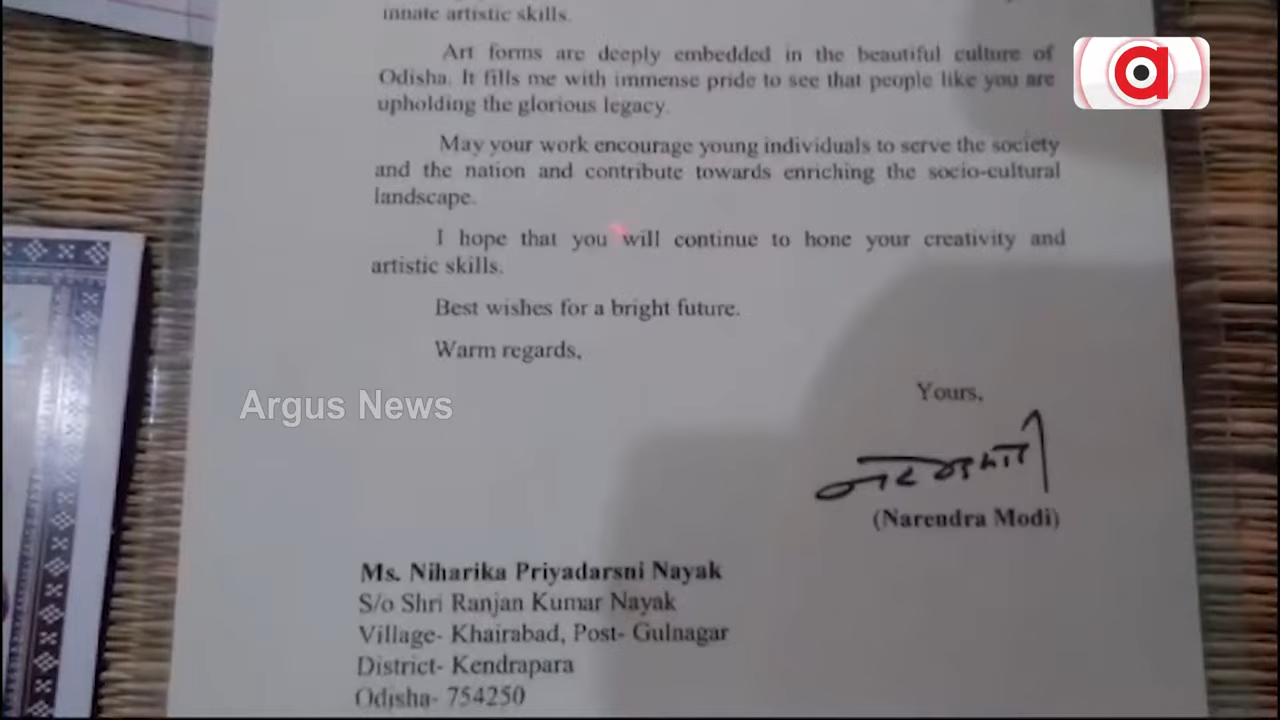 innate artistic skills.
Art forms are deeply embedded in the beautiful culture of
Odisha. It fills me with immense pride to see that people like you are
upholding the glorious legacy.
May your work encourage young individuals to serve the society
and the nation and contribute towards enriching the socio-cultural
landscape.
I hope that you will continue to hone your creativity and
artistic skills.
Best wishes for a bright future.
Warm regards,
Argus News
Yours,
(Narendra Modi)
Ms. Niharika Priyadarsni Nayak
S/o Shri Ranjan Kumar Nayak
Village- Khairabad, Post- Gulnagar
District- Kendrapara
Odisha- 754250